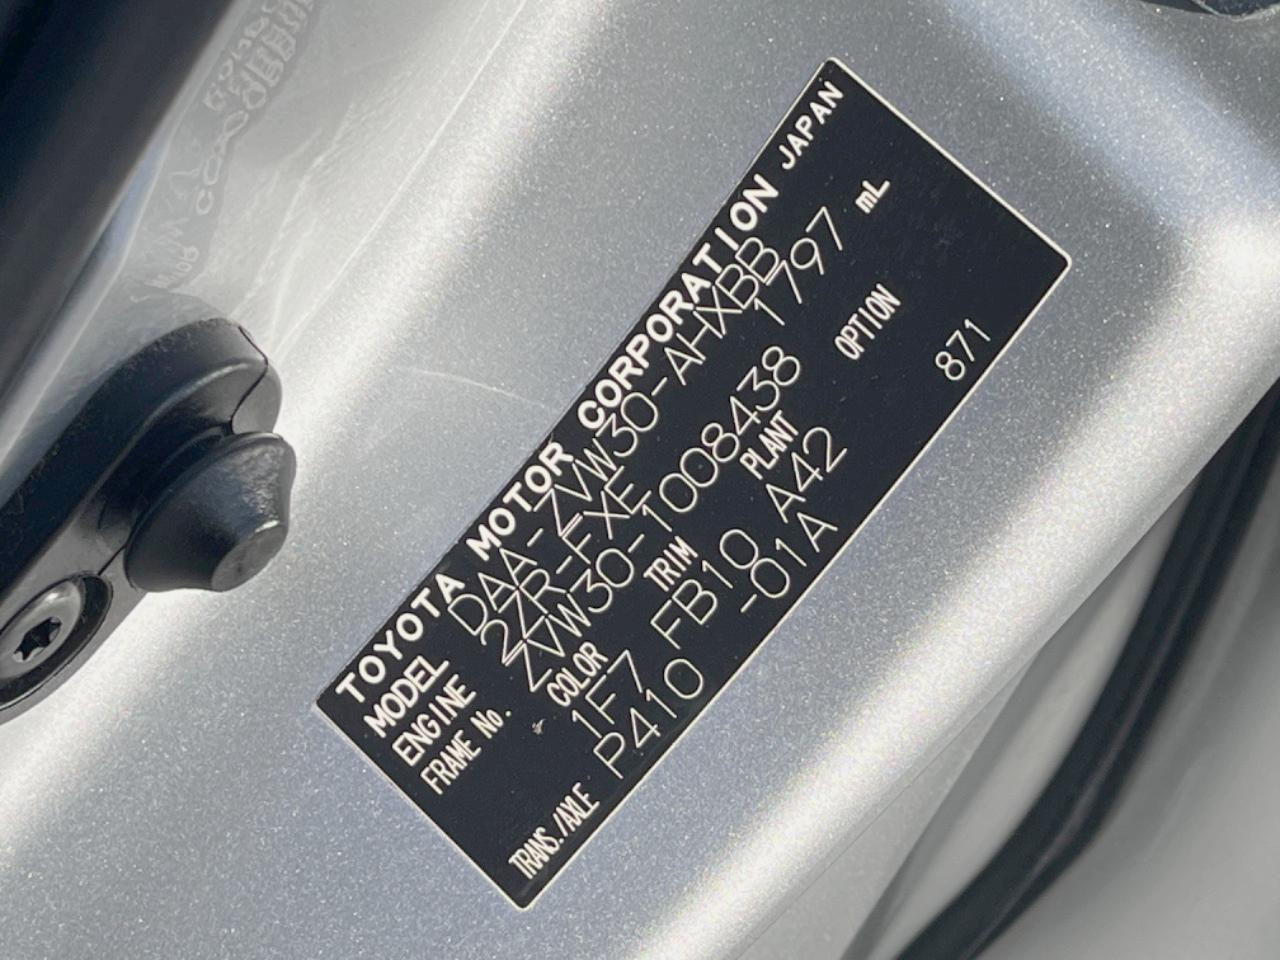 TOYOTA MOTOR CORPORATION JAPAN
MODEL DAA-ZVW30-AHXBB
ENGINE 2ZR-FXE 1797 mL
FRAME No. ZVW30-1008438
COLOR TRIM PLANT OPTION
1F7 FB10 A42
TRANS./AXLE P410 -01A 871